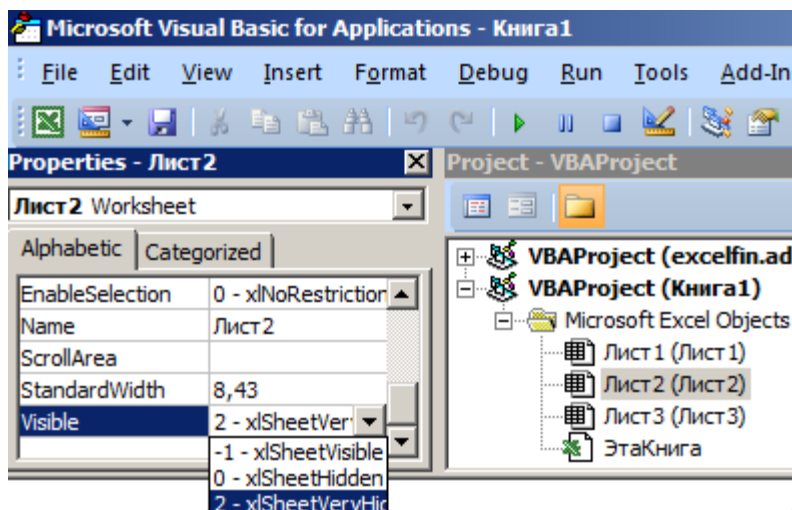 Microsoft Visual Basic for Applications - Книга1
File Edit View Insert Format Debug Run Tools Add-In
Properties - Лист2
Project - VBAProject
Лист2 Worksheet
Alphabetic Categorized
EnableSelection 0 - xlNoRestriction
Name Лист2
ScrollArea
StandardWidth 8,43
Visible 2 - xlSheetVer
-1 - xlSheetVisible
0 - xlSheetHidden
2 - xlSheetVeryHid
VBAProject (excelfin.ad
VBAProject (Книга1)
Microsoft Excel Objects
Лист1 (Лист1)
Лист2 (Лист2)
Лист3 (Лист3)
ЭтаКнига